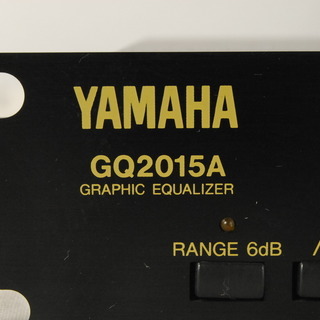 YAMAHA
GQ2015A
GRAPHIC EQUALIZER
RANGE 6dB